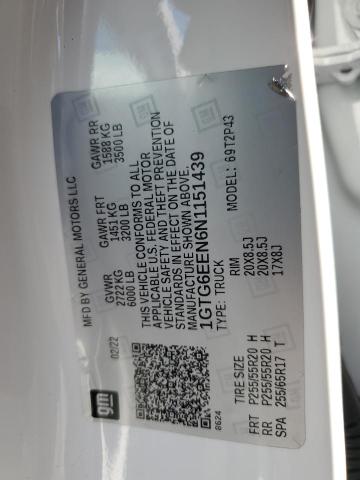 MFD BY GENERAL MOTORS LLC
02/22
GVWR
2722 KG
6000 LB
GAWR FRT
1451 KG
3200 LB
GAWR RR
1588 KG
3500 LB
THIS VEHICLE CONFORMS TO ALL
APPLICABLE U.S. FEDERAL MOTOR
VEHICLE SAFETY AND THEFT PREVENTION
STANDARDS IN EFFECT ON THE DATE OF
MANUFACTURE SHOWN ABOVE.
1GTG6EEN6N1151439
TYPE: TRUCK
MODEL: 69T2P43
gm
8624
TIRE SIZE RIM
FRT P255/55R20 H 20X8.5J
RR P255/55R20 H 20X8.5J
SPA 255/65R17 T 17X8J